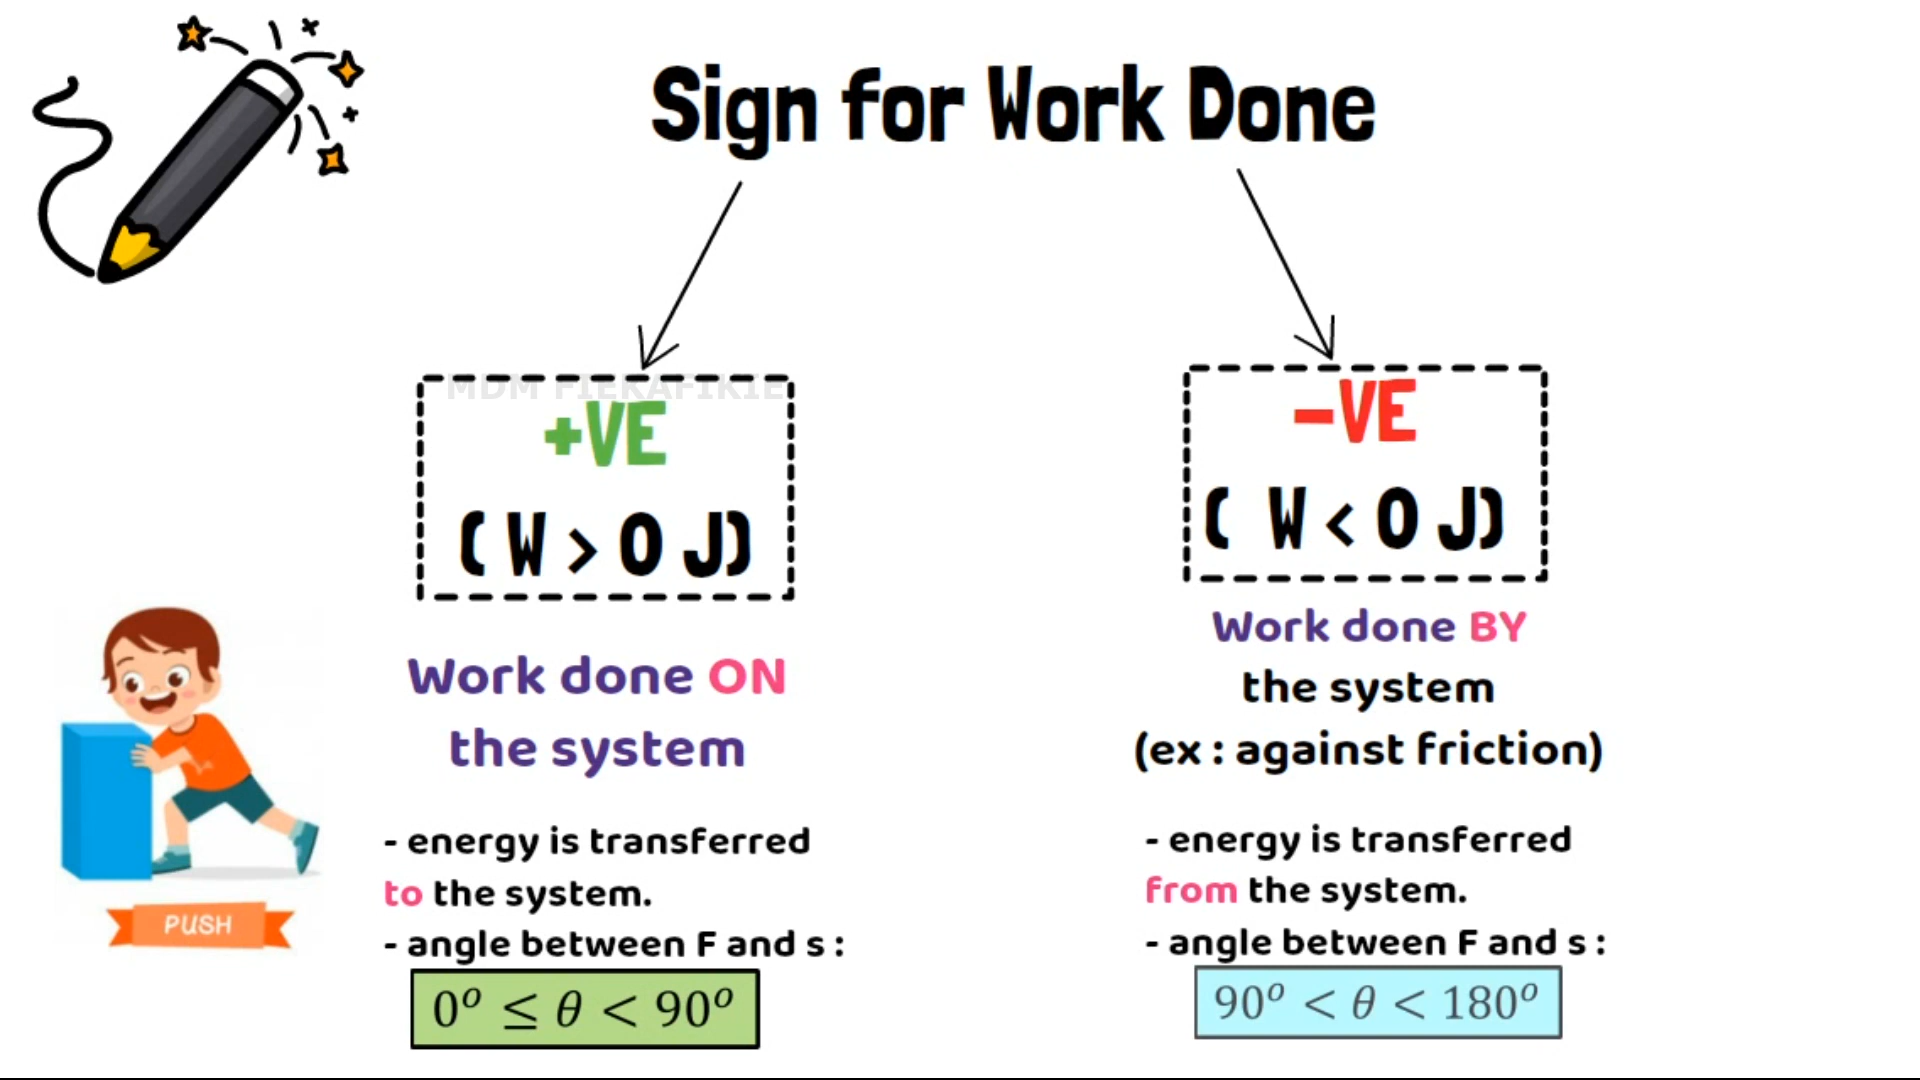 Sign for Work Done
MDM FIEKAFIKIE
+VE
( W > 0 J)
Work done ON
the system
- energy is transferred
to the system.
- angle between F and s :
0° ≤ θ < 90°
PUSH
-VE
( W < 0 J)
Work done BY
the system
(ex : against friction)
- energy is transferred
from the system.
- angle between F and s :
90° < θ < 180°